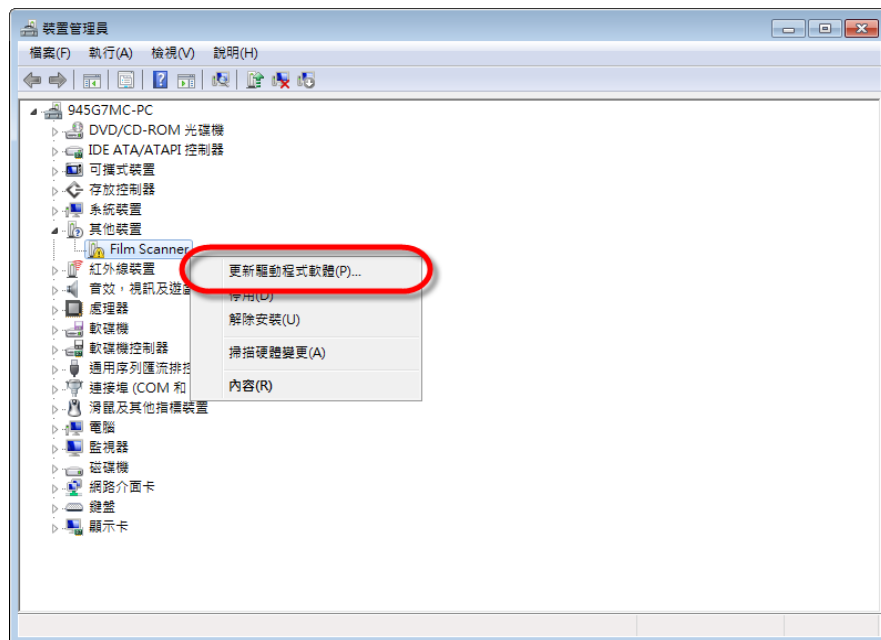 裝置管理員
檔案(F) 執行(A) 檢視(V) 說明(H)
945G7MC-PC
DVD/CD-ROM 光碟機
IDE ATA/ATAPI 控制器
可攜式裝置
存放控制器
系統裝置
其他裝置
Film Scanner
紅外線裝置
音效，視訊及遊
處理器
軟碟機
軟碟機控制器
通用序列匯流排控
連接埠 (COM 和
滑鼠及其他指標裝置
電腦
監視器
磁碟機
網路介面卡
鍵盤
顯示卡
更新驅動程式軟體(P)...
停用(D)
解除安裝(U)
掃描硬體變更(A)
內容(R)